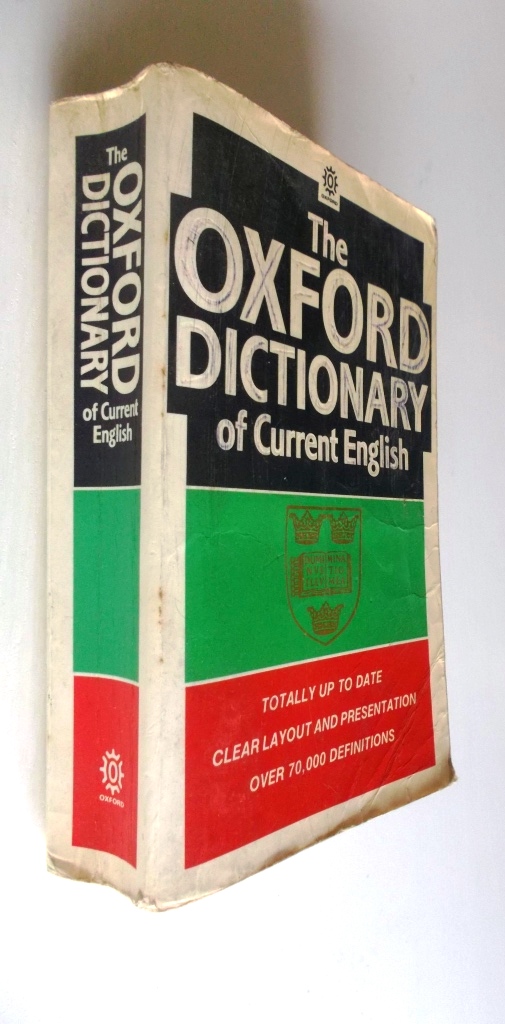 The
OXFORD
DICTIONARY
of Current
English
OXFORD
OXFORD
The
OXFORD
DICTIONARY
of Current English
TOTALLY UP TO DATE
CLEAR LAYOUT AND PRESENTATION
OVER 70,000 DEFINITIONS